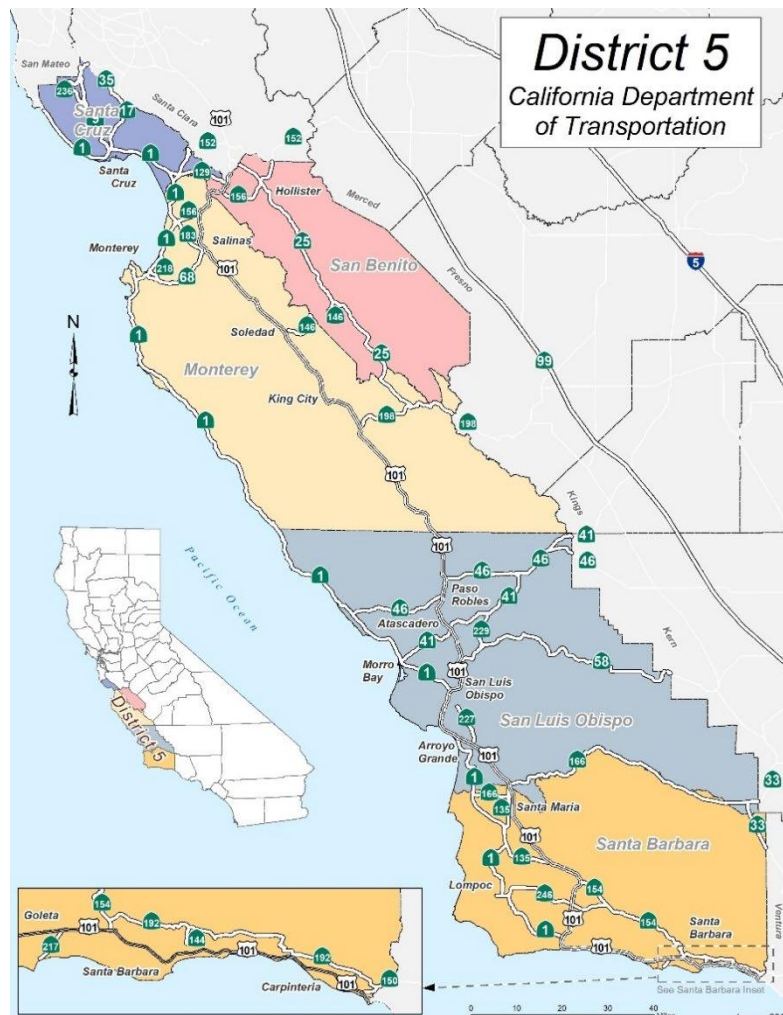 District 5
California Department
of Transportation
San Mateo
236
35
Santa
Cruz
9
17
Santa Clara
101
152
152
1
1
Santa
Cruz
129
1
156
Hollister
Merced
156
Monterey
1
183
Salinas
25
San Benito
Fresno
5
218
68
101
N
1
Soledad
146
146
25
99
Monterey
King City
198
198
1
101
Kings
41
46
Pacific Ocean
1
101
46
46
Paso
Robles
41
46
Atascadero
41
229
Kern
Morro
Bay
1
101
58
San Luis
Obispo
San Luis Obispo
District 5
227
Arroyo
Grande
101
166
33
1
166
135
Santa Maria
33
101
Santa Barbara
1
135
Lompoc
246
154
154
Santa
Barbara
101
1
101
Ventura
See Santa Barbara Inset
154
Goleta
192
101
217
144
101
192
Santa Barbara
Carpinteria
101
150
0 10 20 30 40